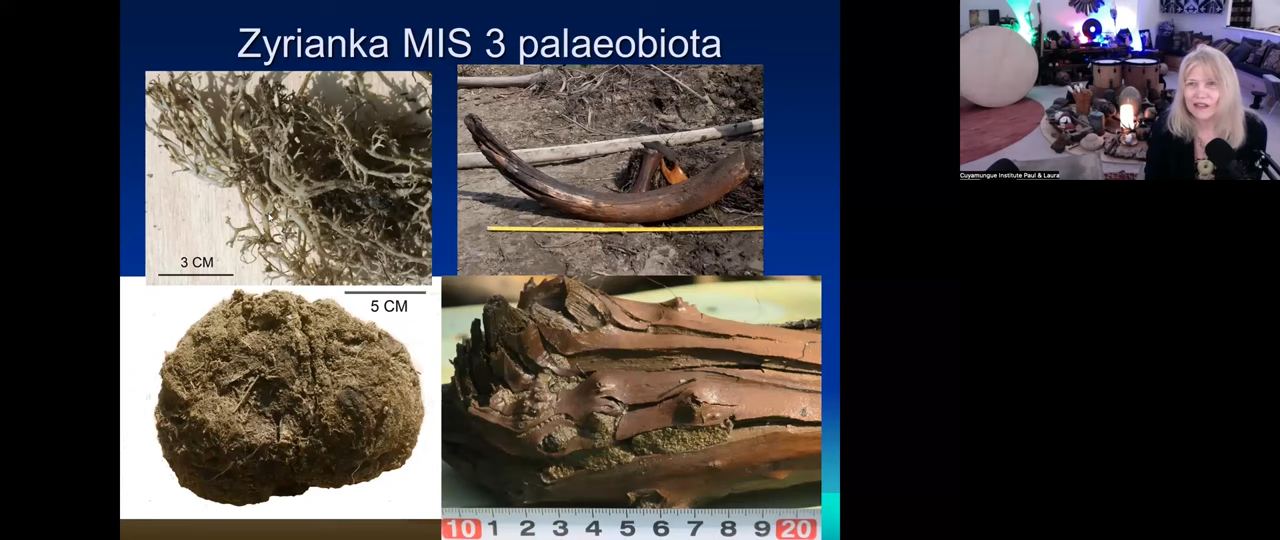 Zyrianka MIS 3 palaeobiota
3 CM
5 CM
10 1 2 3 4 5 6 7 8 9 20
Cuyamungue Institute Paul & Laura